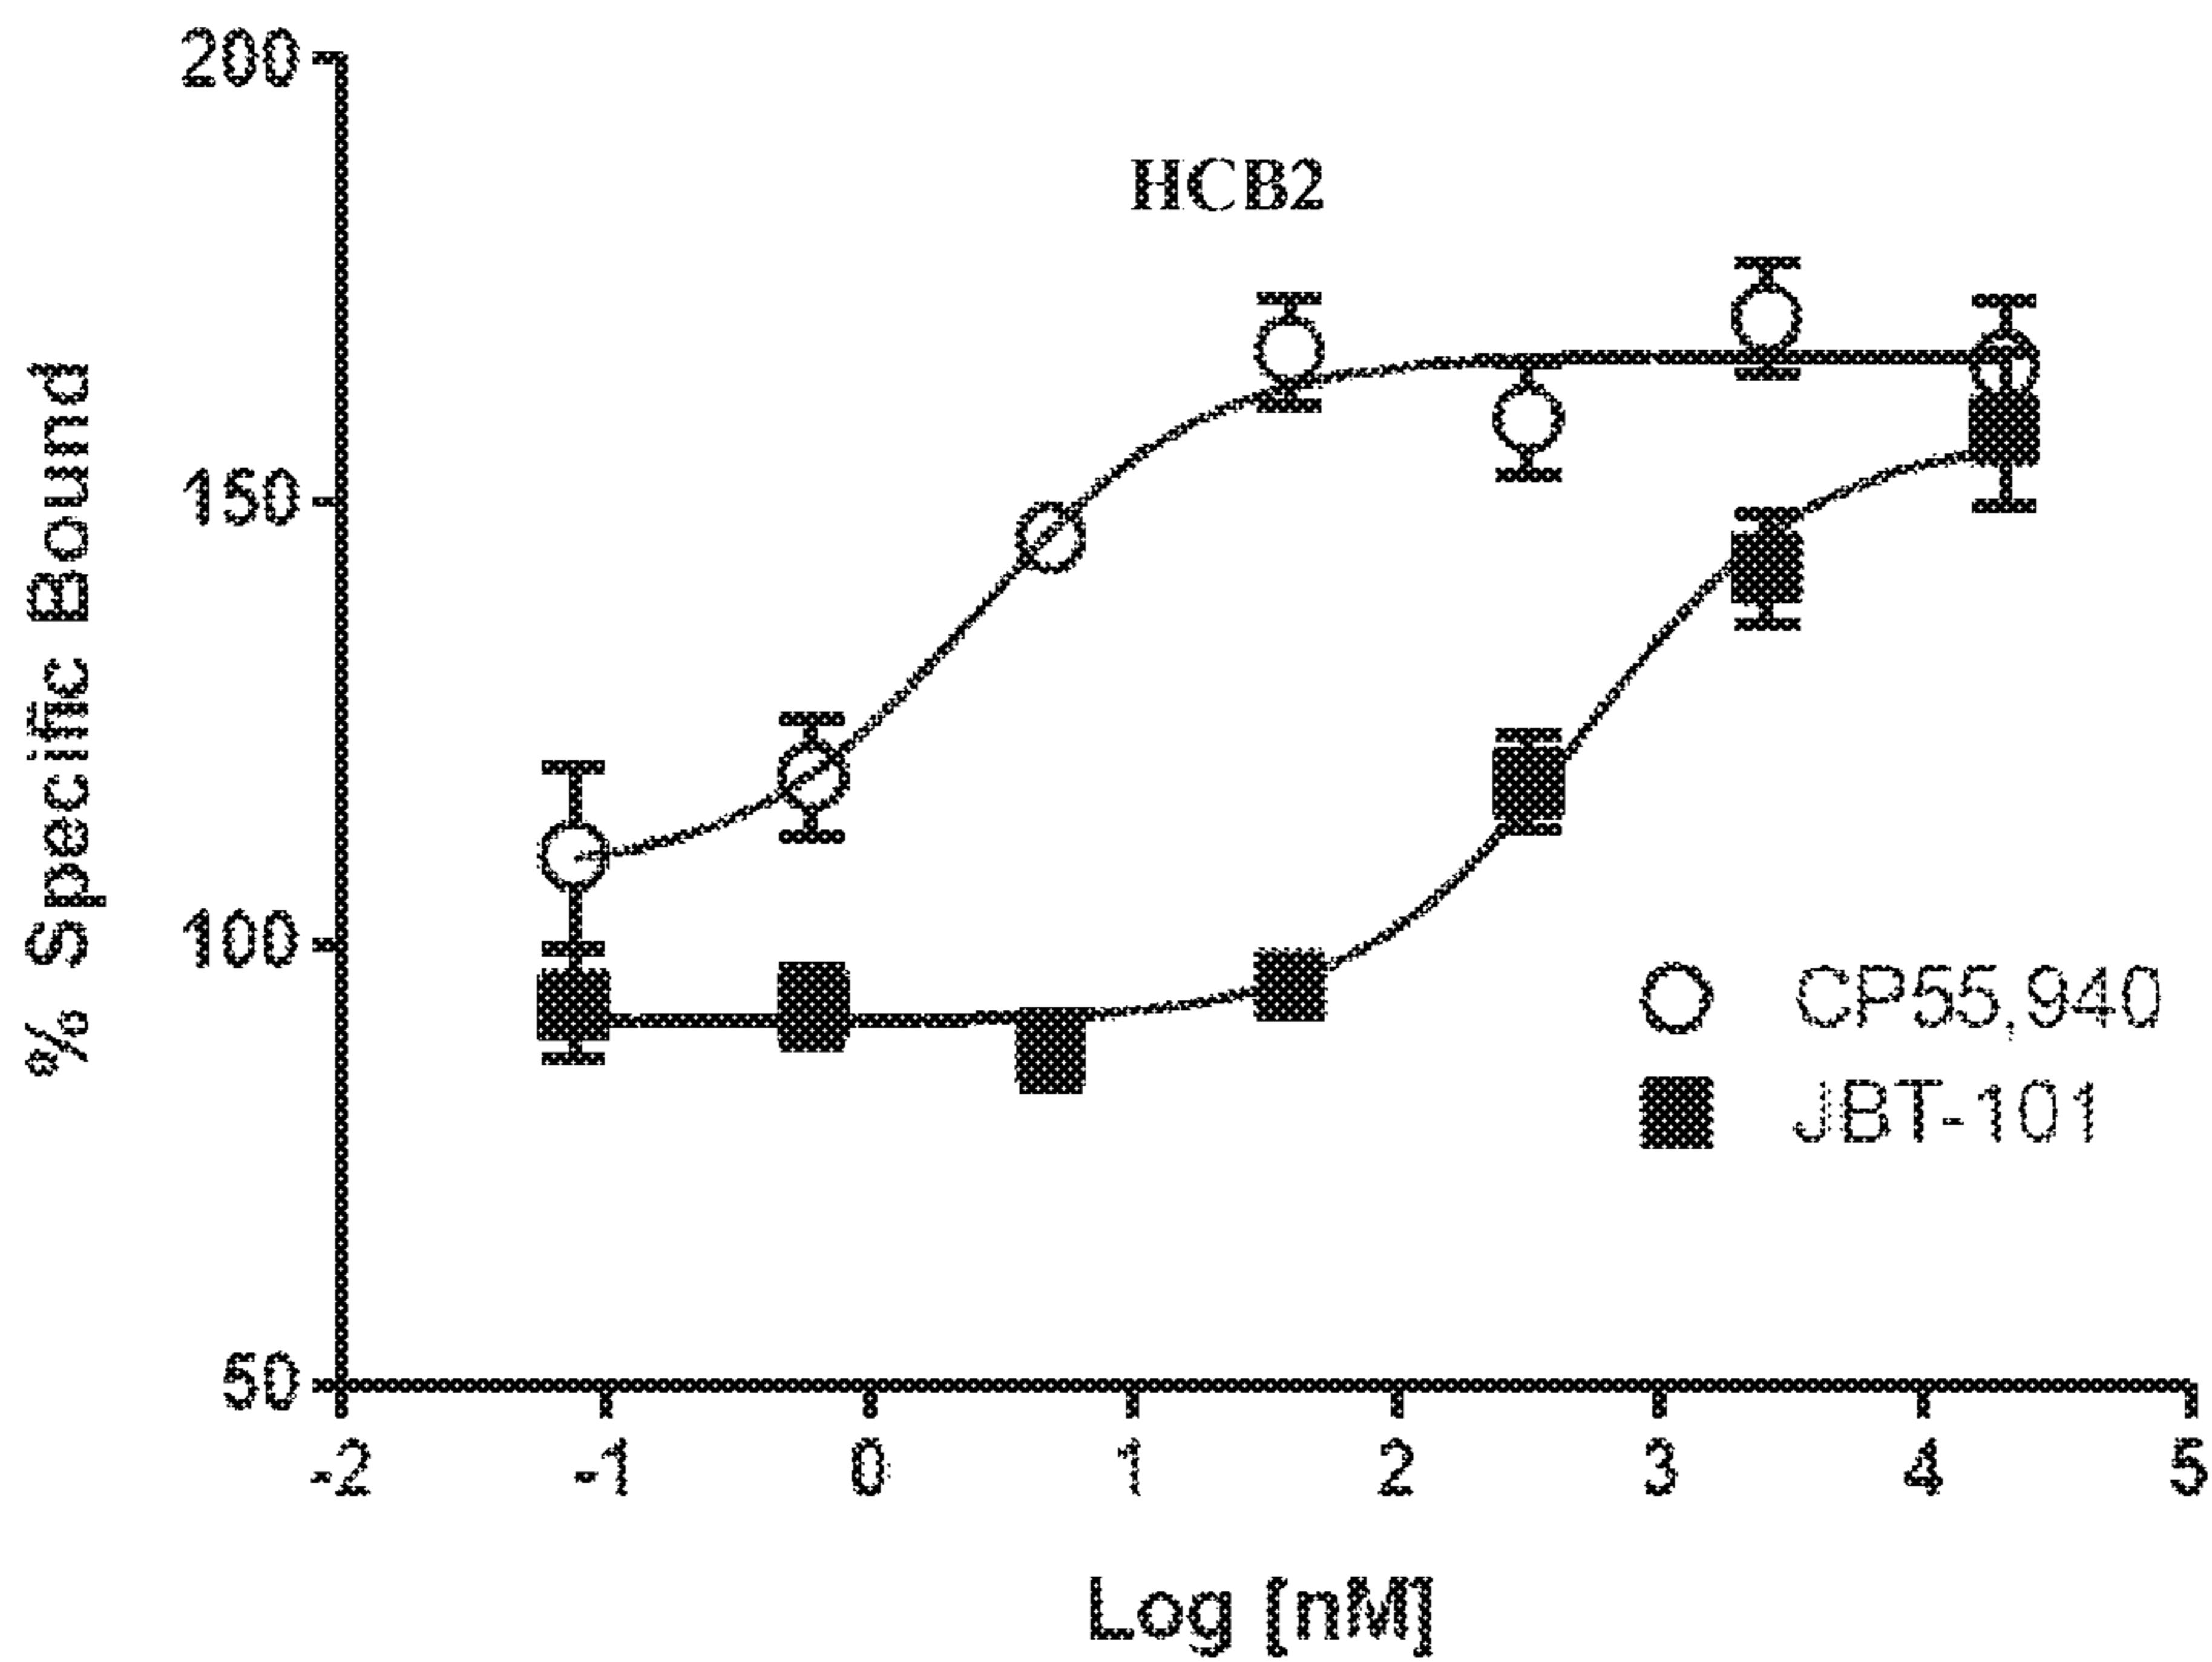 HCB2
% Specific Bound
200
150
100
50
CP55,940
JBT-101
-2 -1 0 1 2 3 4 5
Log [nM]